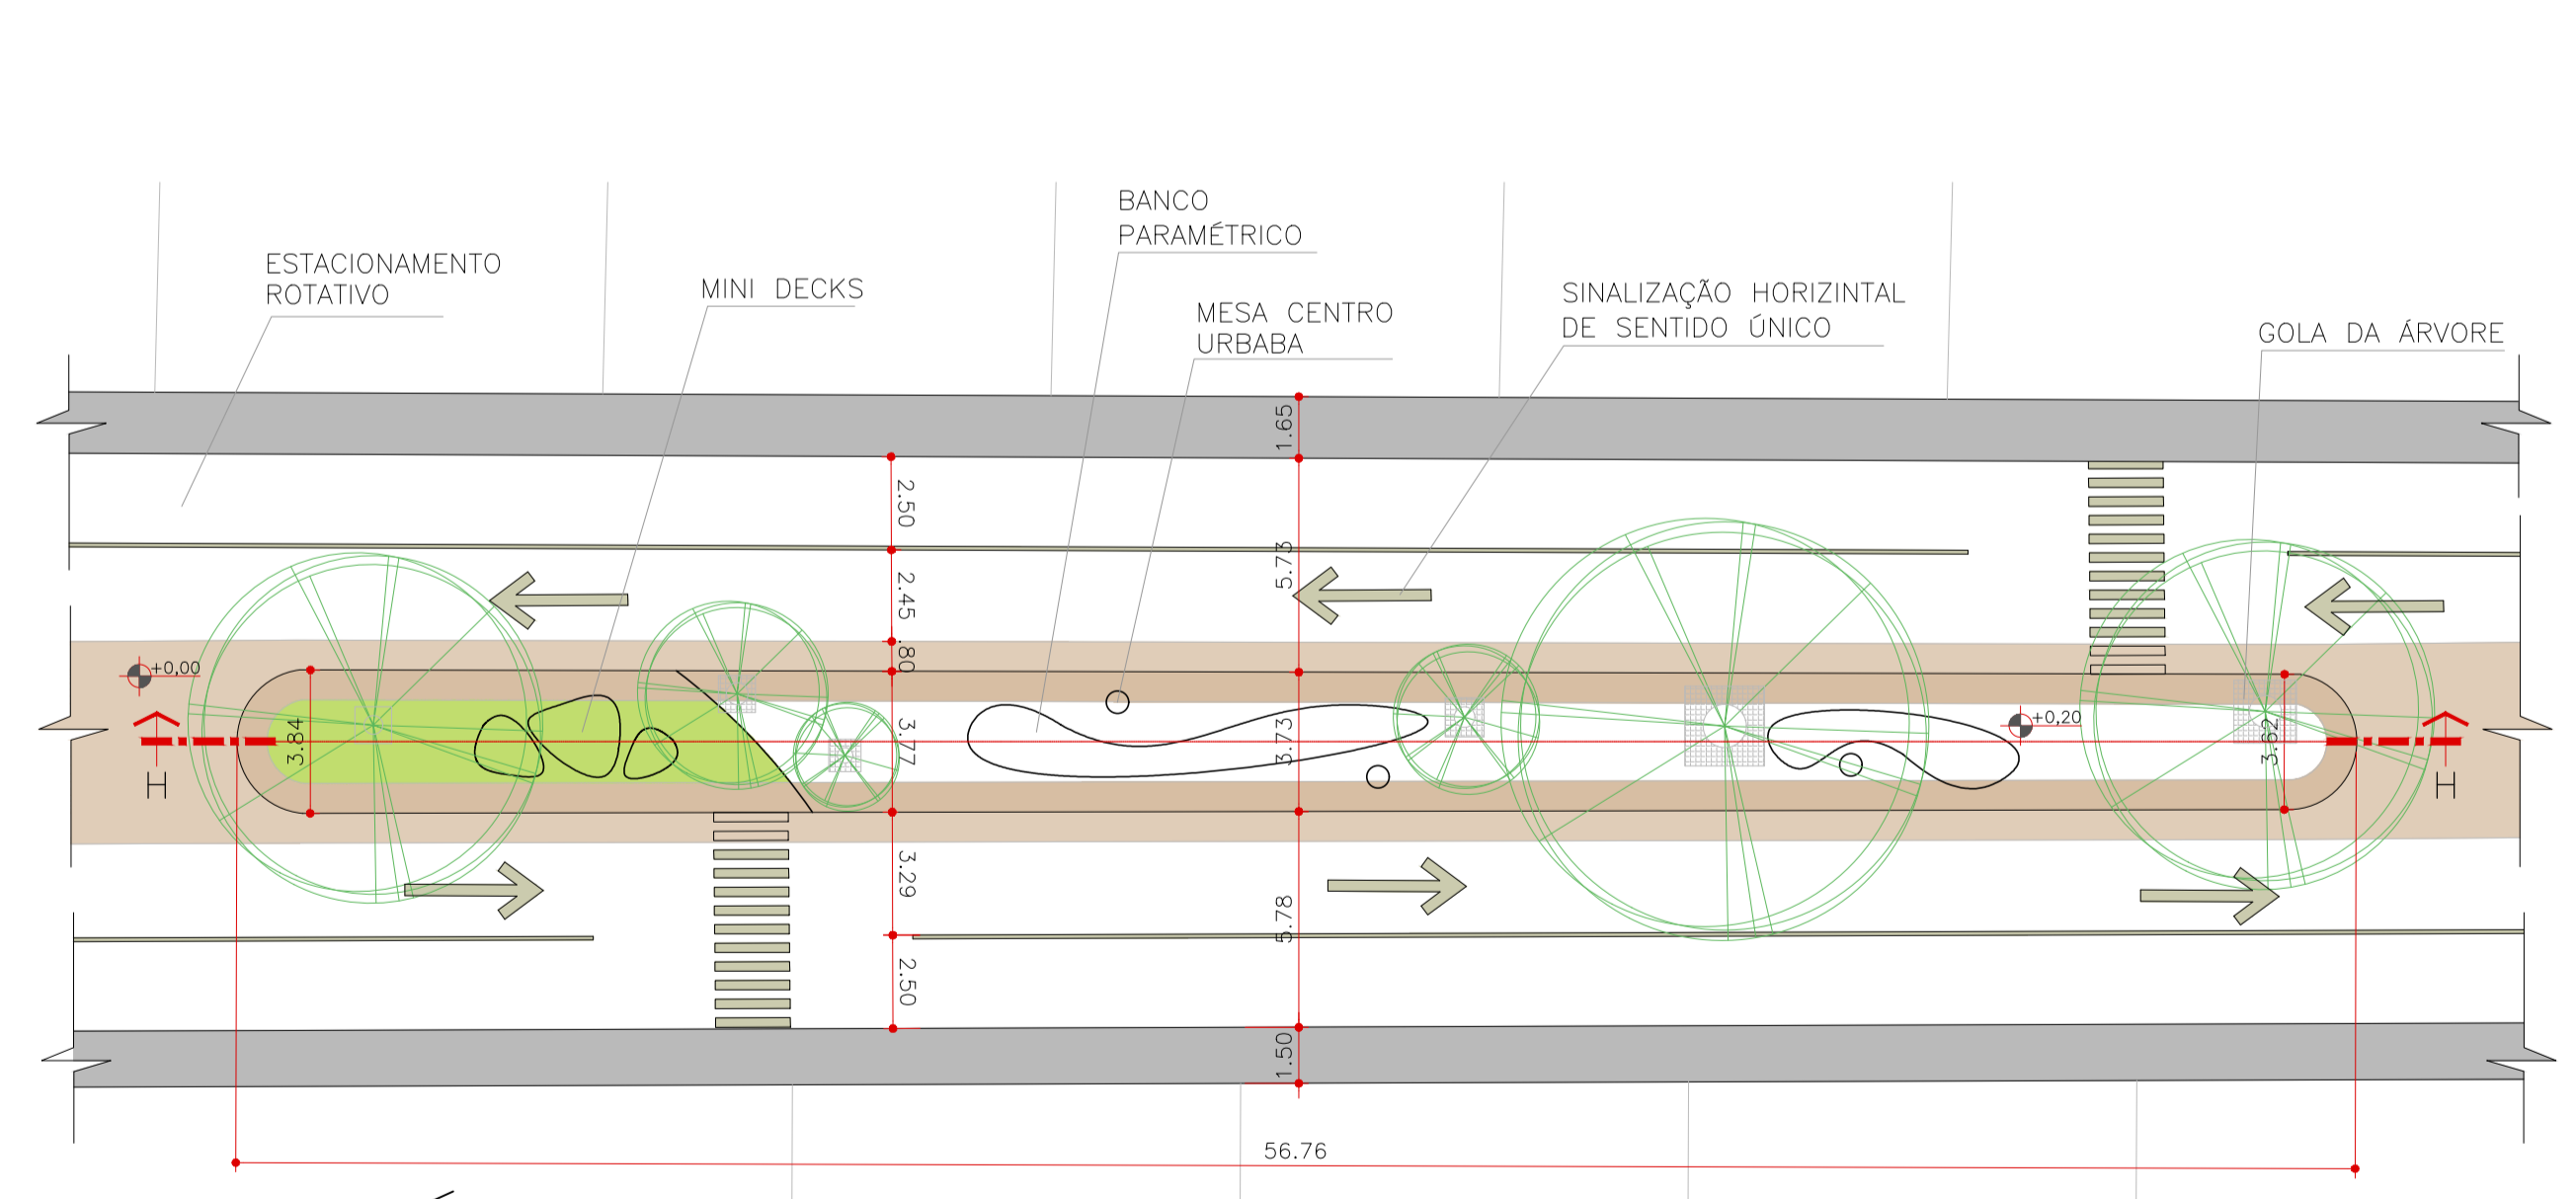 BANCO
PARAMÉTRICO
ESTACIONAMENTO
ROTATIVO
MINI DECKS
MESA CENTRO
URBABA
SINALIZAÇÃO HORIZINTAL
DE SENTIDO ÚNICO
GOLA DA ÁRVORE
1.65
2.50
5.73
2.45
.80
+0,00
+0,20
3.84
3.77
3.73
3.62
H
H
3.29
5.78
2.50
1.50
56.76